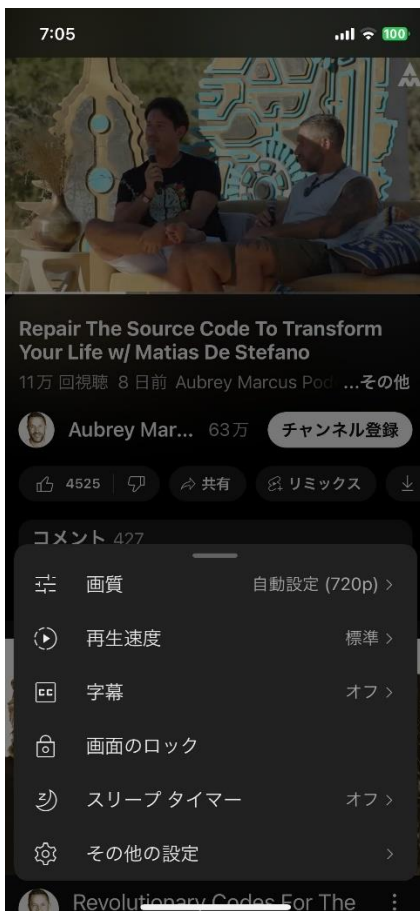 7:05
100
Repair The Source Code To Transform
Your Life w/ Matias De Stefano
11万 回視聴 8 日前 Aubrey Marcus Pod ...その他
Aubrey Mar... 63万 チャンネル登録
4525 共有 リミックス
コメント 427
画質 自動設定 (720p)
再生速度 標準
CC 字幕 オフ
画面のロック
z スリープ タイマー オフ
その他の設定
Revolutionary Codes For The